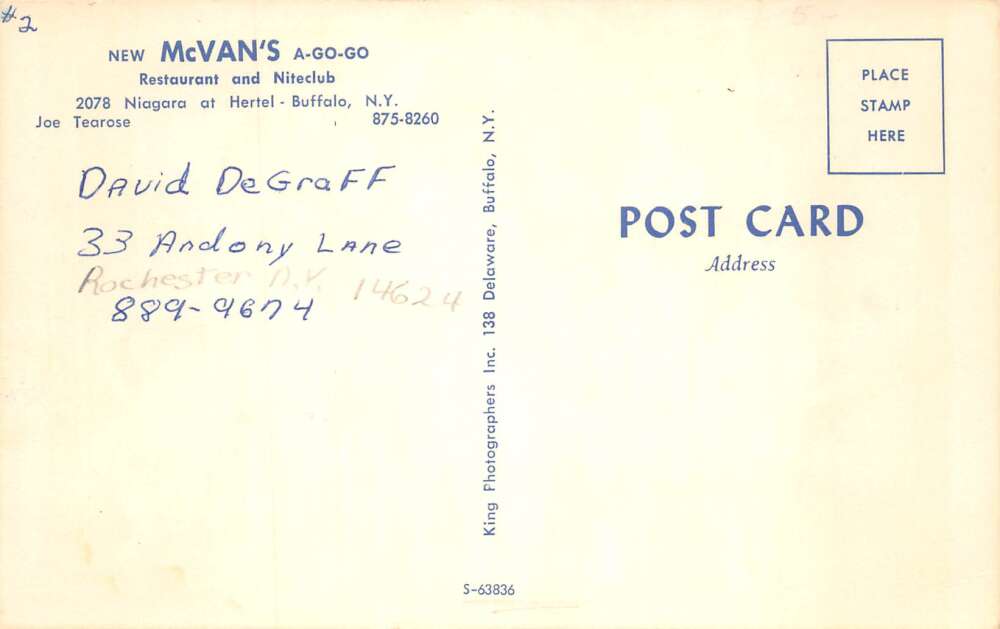 #2
NEW McVAN'S A-GO-GO
Restaurant and Niteclub
2078 Niagara at Hertel - Buffalo, N.Y.
Joe Tearose 875-8260
David DeGraFF
33 Andony Lane
Rochester N.Y. 14624
889-9674
King Photographers Inc. 138 Delaware, Buffalo, N.Y.
S-63836
PLACE
STAMP
HERE
POST CARD
Address